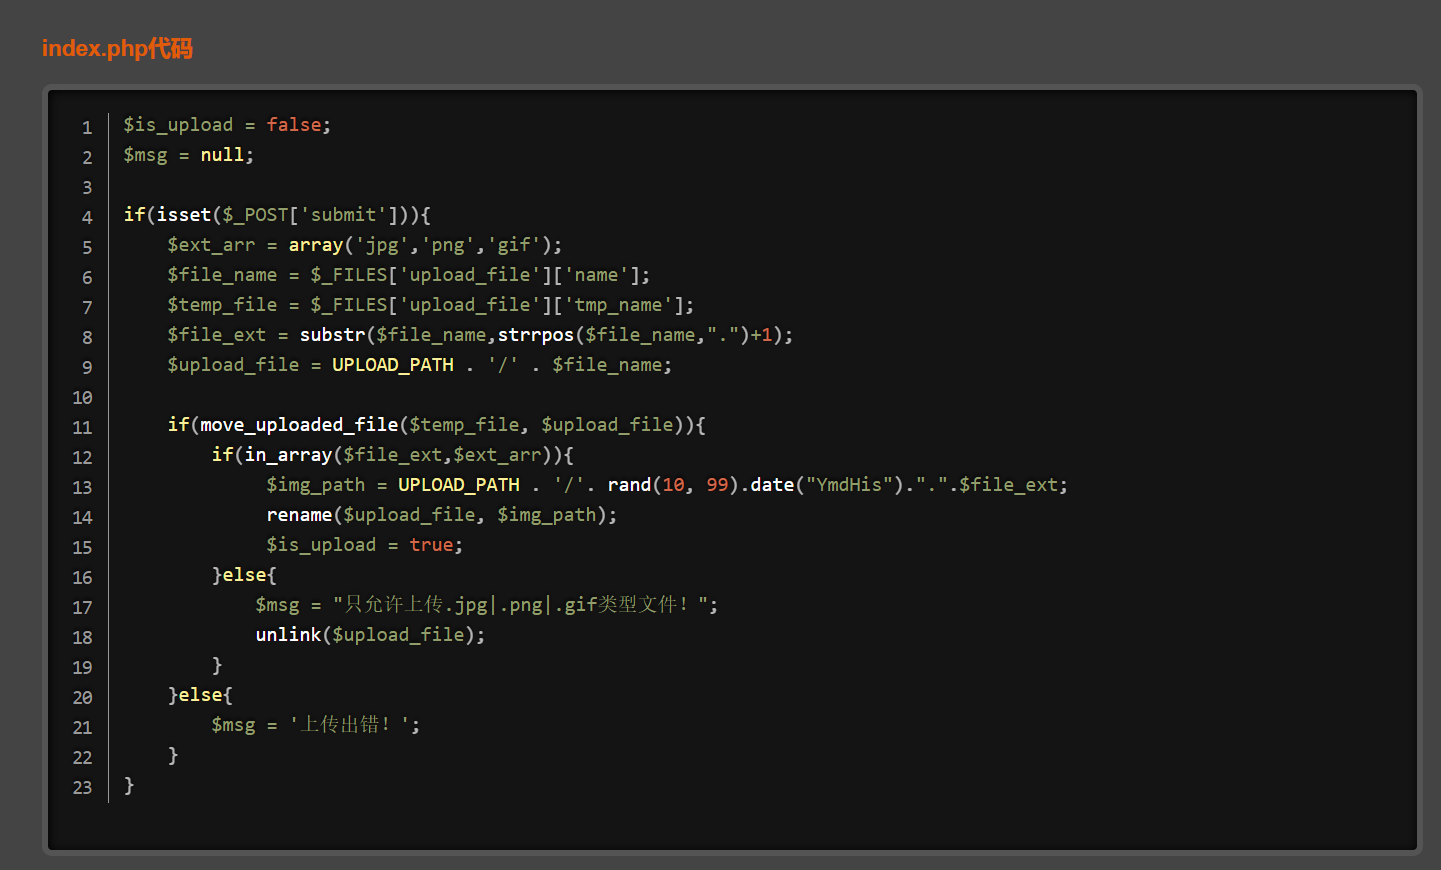 index.php代码
1 $is_upload = false;
2 $msg = null;
3
4 if(isset($_POST['submit'])){
5     $ext_arr = array('jpg','png','gif');
6     $file_name = $_FILES['upload_file']['name'];
7     $temp_file = $_FILES['upload_file']['tmp_name'];
8     $file_ext = substr($file_name,strrpos($file_name,".")+1);
9     $upload_file = UPLOAD_PATH . '/' . $file_name;
10
11     if(move_uploaded_file($temp_file, $upload_file)){
12         if(in_array($file_ext,$ext_arr)){
13              $img_path = UPLOAD_PATH . '/'. rand(10, 99).date("YmdHis").".".$file_ext;
14              rename($upload_file, $img_path);
15              $is_upload = true;
16         }else{
17             $msg = "只允许上传.jpg|.png|.gif类型文件！";
18             unlink($upload_file);
19         }
20     }else{
21         $msg = '上传出错！';
22     }
23 }